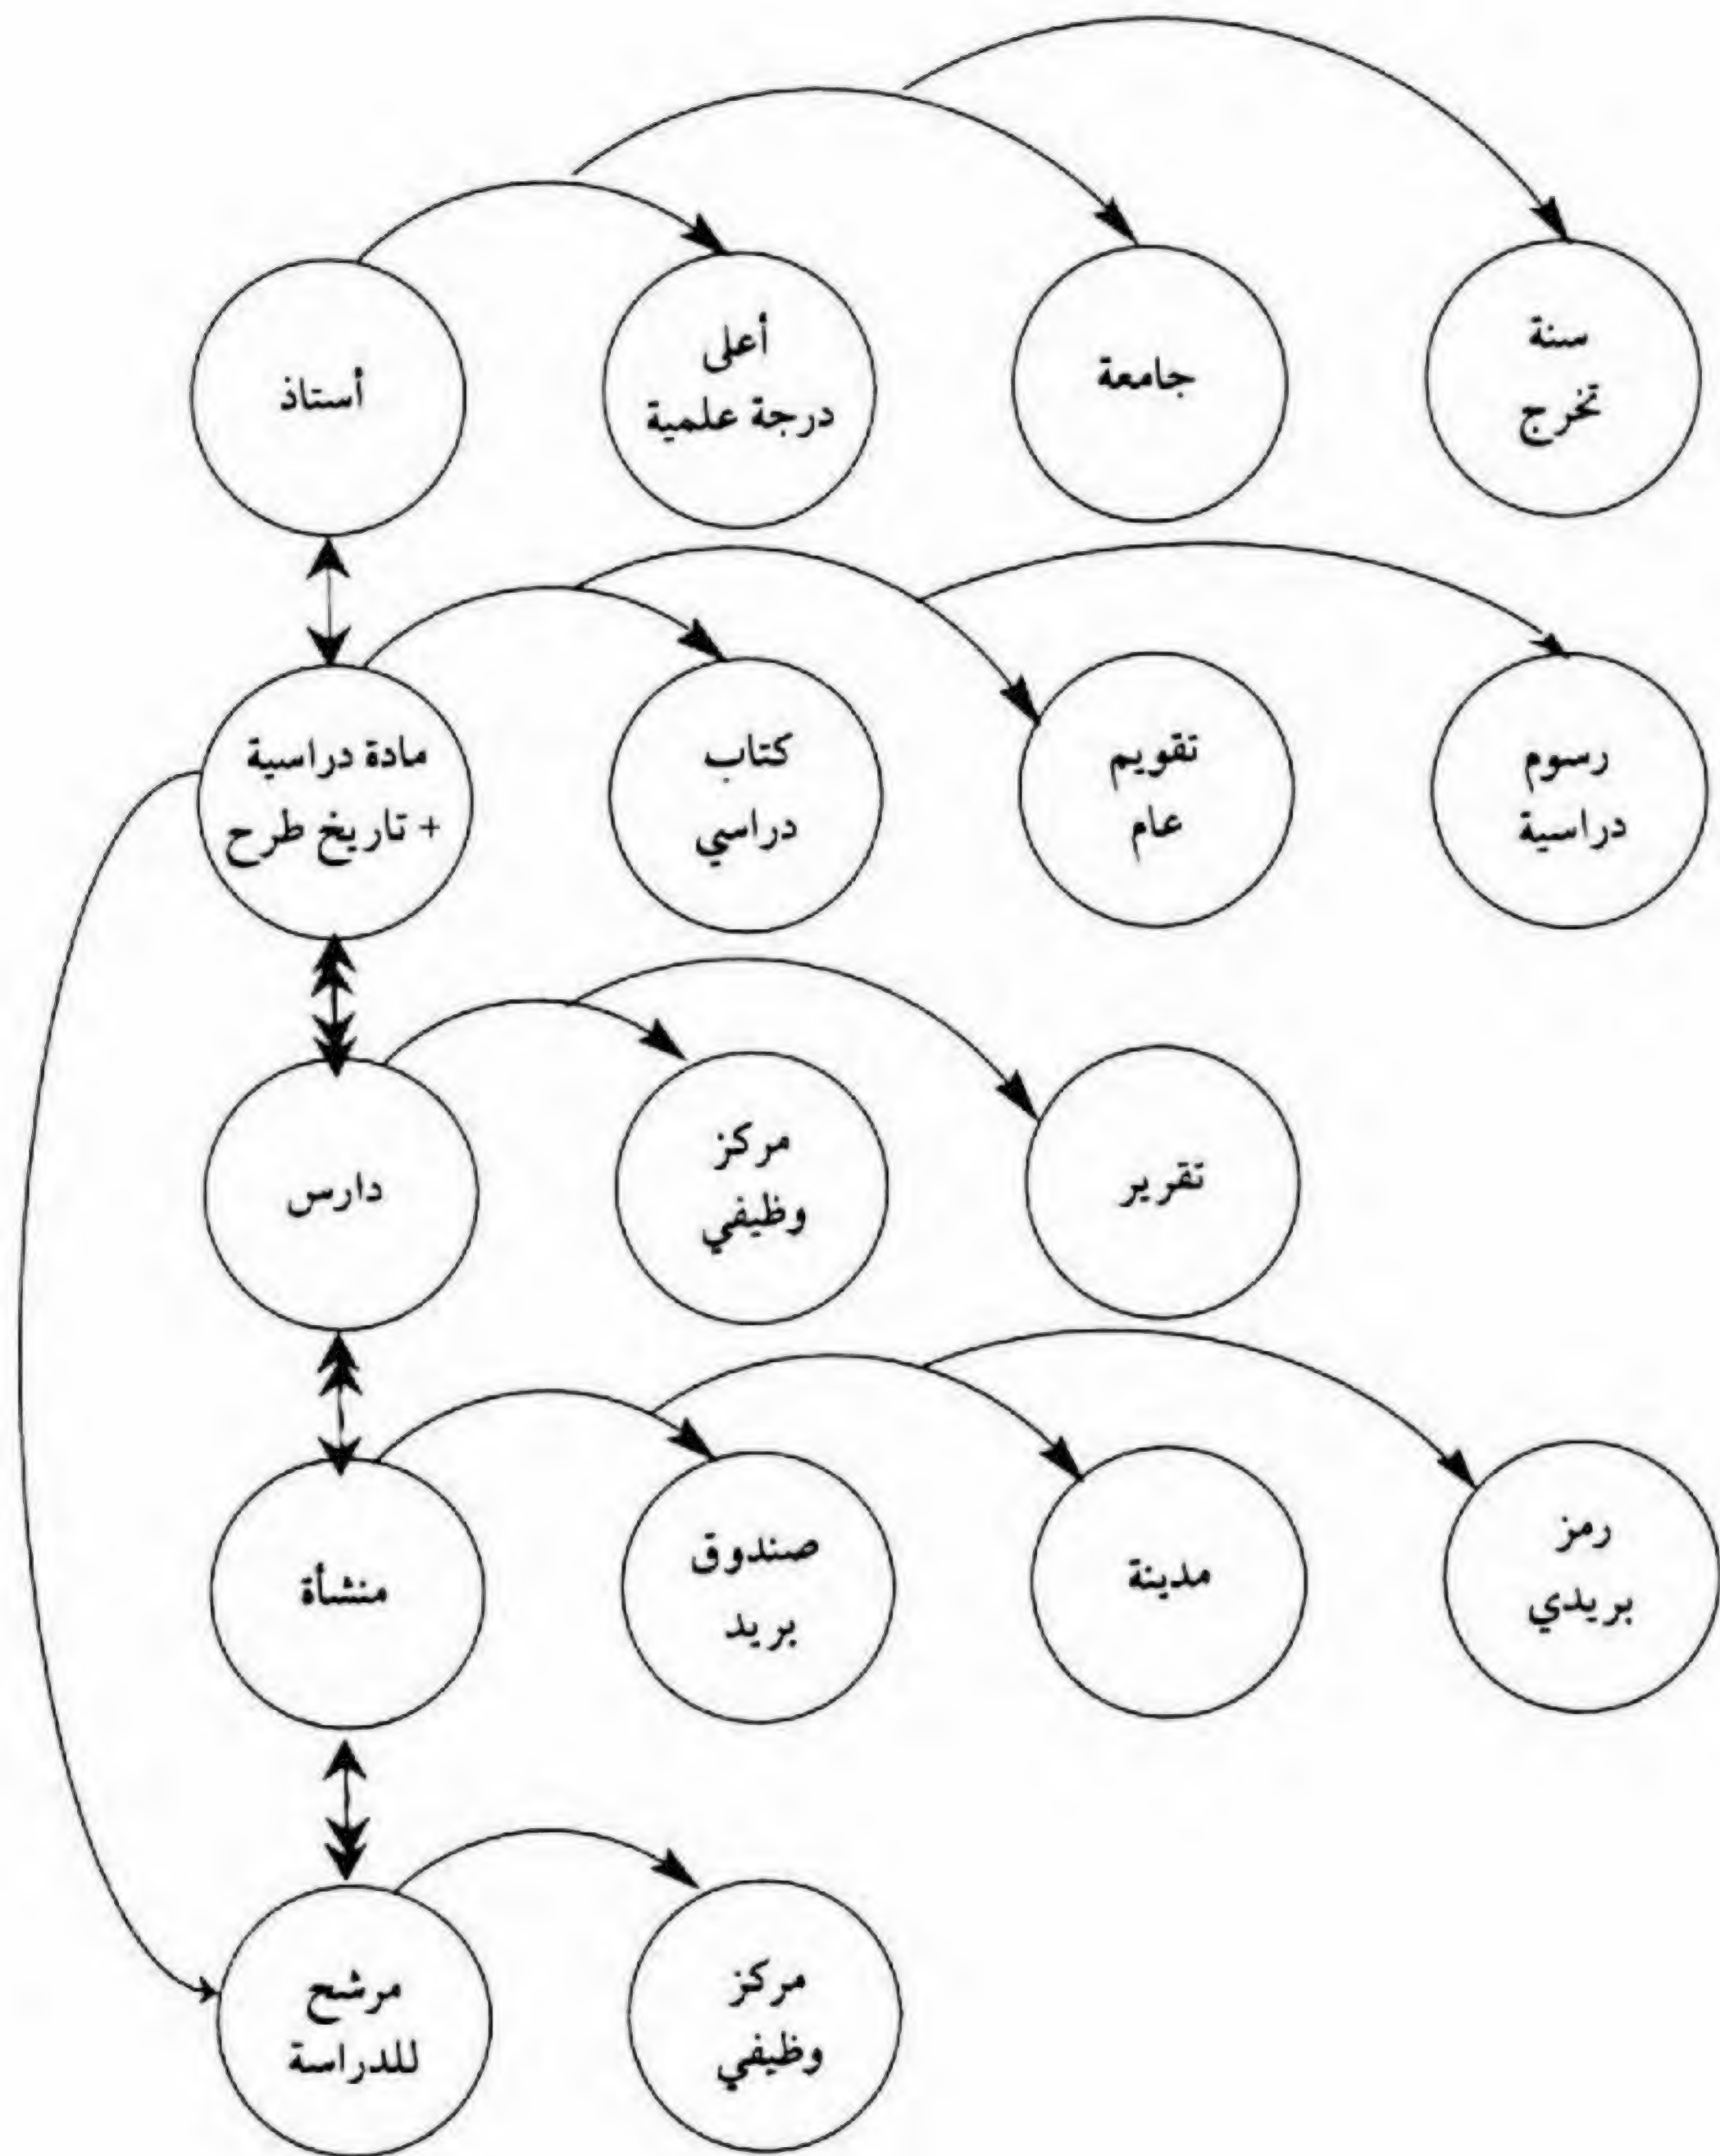 أستاذ
أعلى
درجة علمية
جامعة
سنة
تخرج
مادة دراسية
+ تاريخ طرح
كتاب
دراسي
تقويم
عام
رسوم
دراسية
دارس
مركز
وظيفي
تقرير
منشأة
صندوق
بريد
مدينة
رمز
بريدي
مرشح
للدراسة
مركز
وظيفي